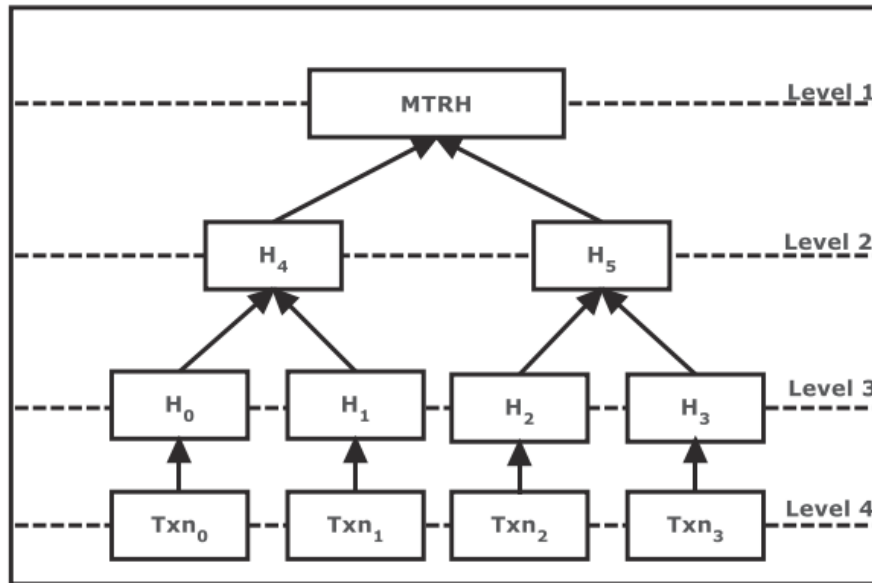 MTRH Level 1
H4 H5 Level 2
H0 H1 H2 H3 Level 3
Txn0 Txn1 Txn2 Txn3 Level 4